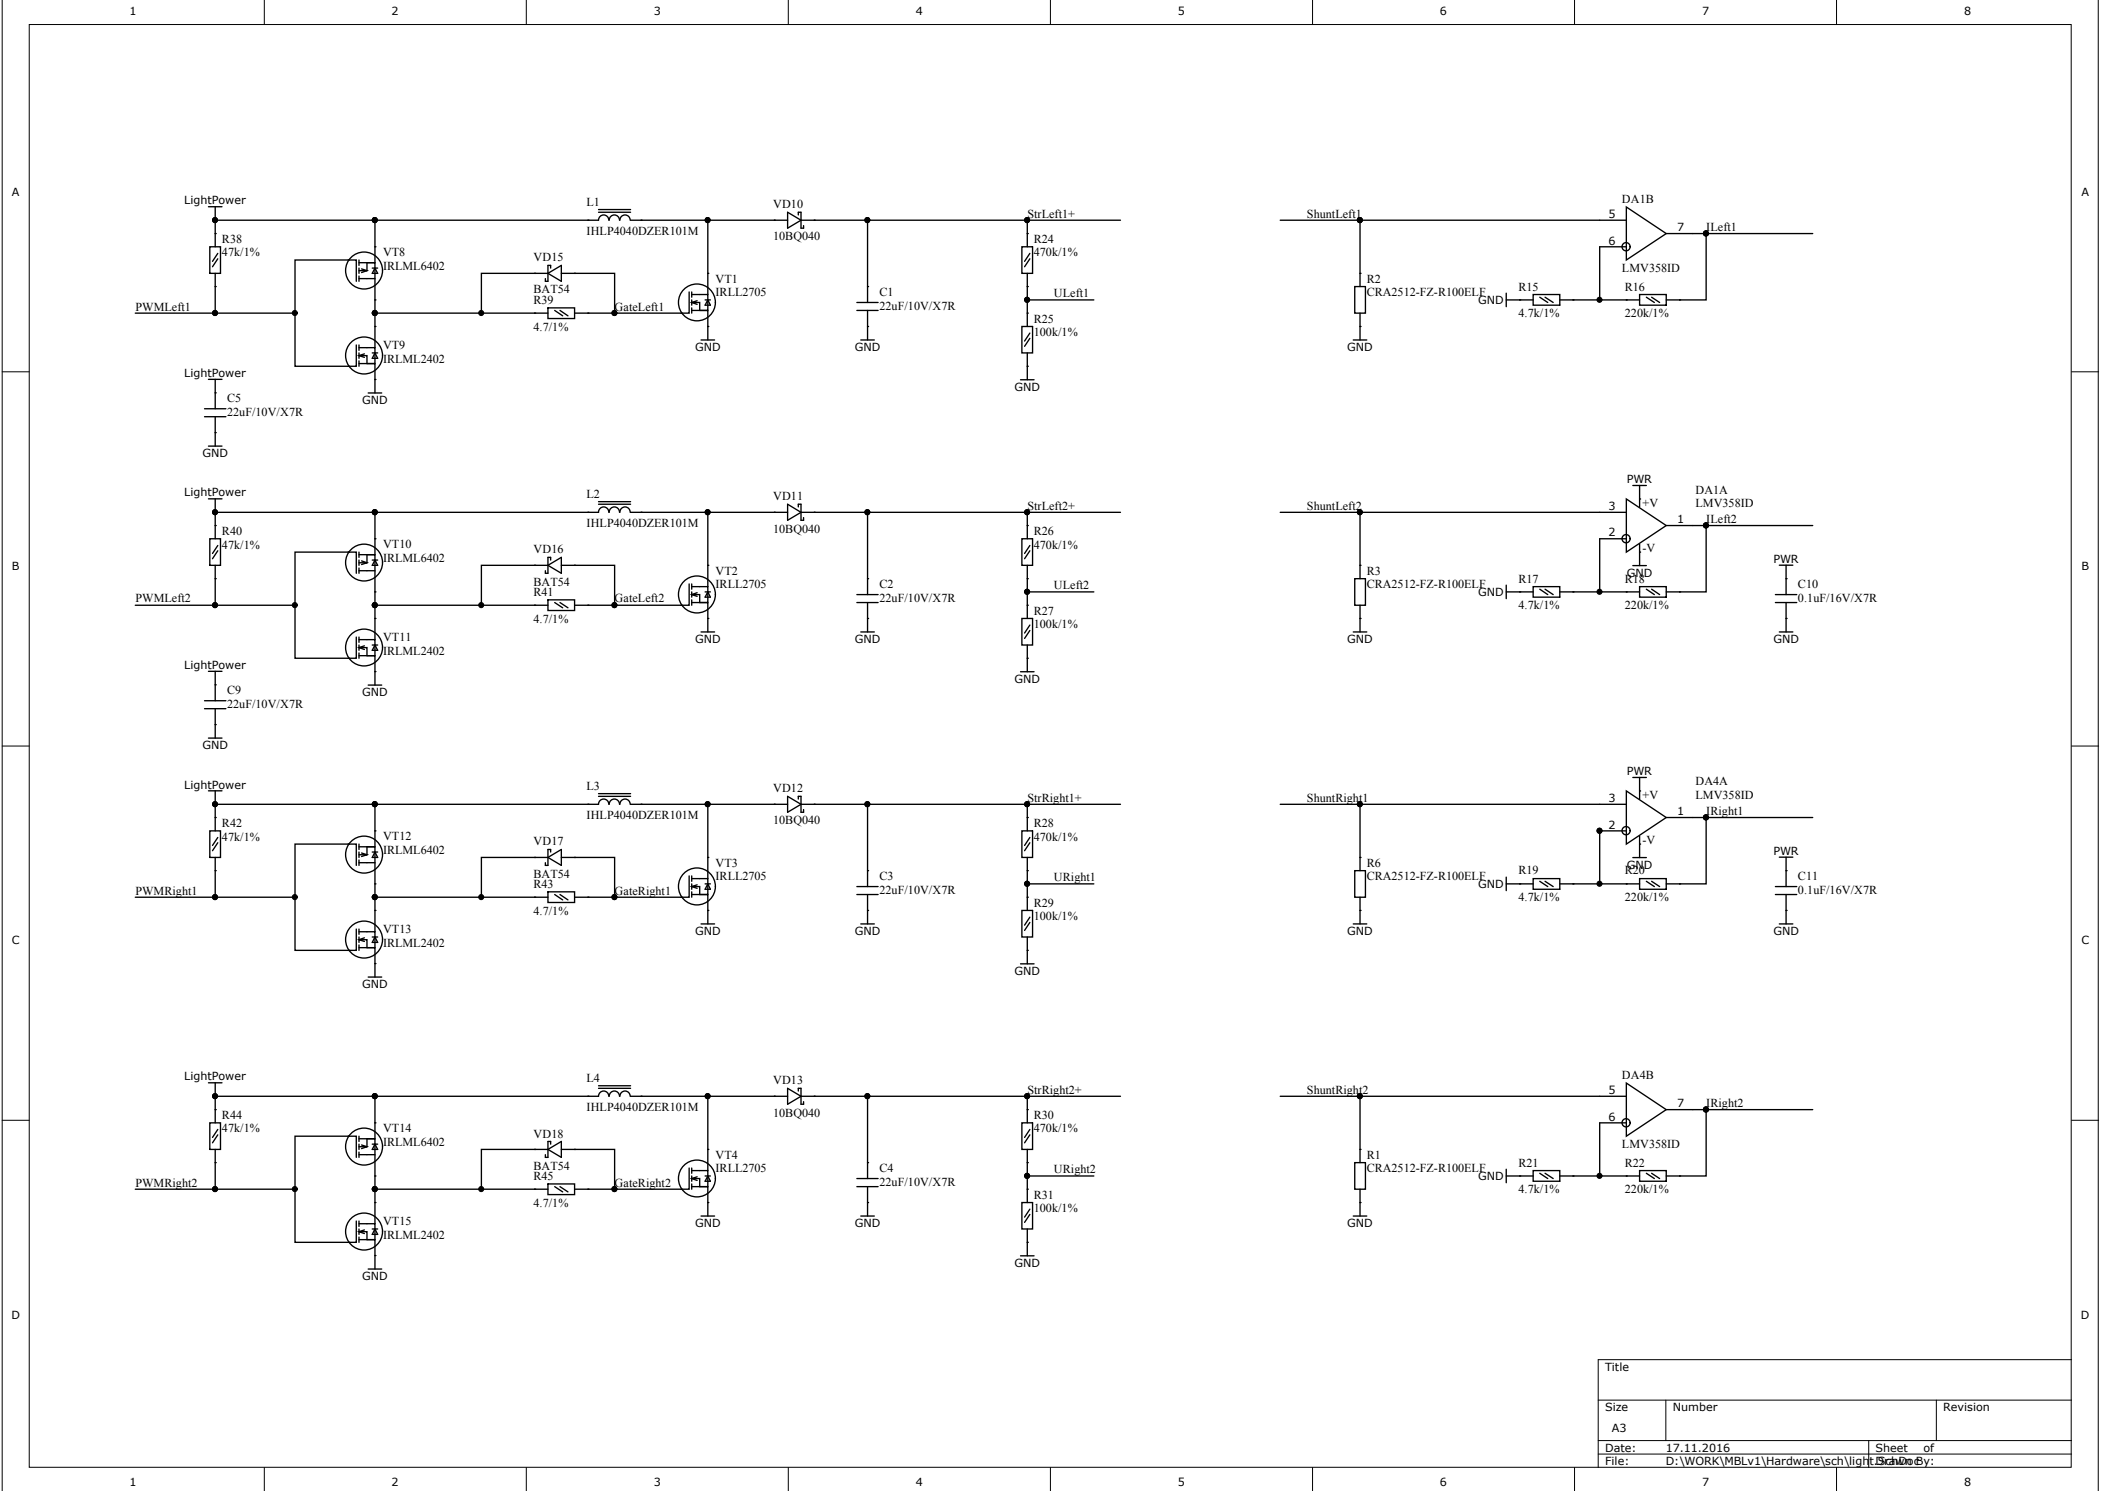 1 2 3 4 5 6 7 8
A A
LightPower
R38
47k/1%
PWMLeft1
VT8
IRLML6402
VT9
IRLML2402
GND
LightPower
C5
22uF/10V/X7R
GND
L1
IHLP4040DZER101M
VD15
BAT54
R39
4.7/1%
GateLeft1
VT1
IRLL2705
GND
VD10
10BQ040
C1
22uF/10V/X7R
GND
StrLeft1+
R24
470k/1%
ULeft1
R25
100k/1%
GND
ShuntLeft1
R2
CRA2512-FZ-R100ELF
GND
DA1B
5
6
7
LMV358ID
ILeft1
GND
R15
4.7k/1%
R16
220k/1%
B B
LightPower
R40
47k/1%
PWMLeft2
VT10
IRLML6402
VT11
IRLML2402
GND
LightPower
C9
22uF/10V/X7R
GND
L2
IHLP4040DZER101M
VD16
BAT54
R41
4.7/1%
GateLeft2
VT2
IRLL2705
GND
VD11
10BQ040
C2
22uF/10V/X7R
GND
StrLeft2+
R26
470k/1%
ULeft2
R27
100k/1%
GND
ShuntLeft2
R3
CRA2512-FZ-R100ELF
GND
PWR
DA1A
LMV358ID
+V
3
2
1
-V
GND
ILeft2
GND
R17
4.7k/1%
R18
220k/1%
PWR
C10
0.1uF/16V/X7R
GND
C C
LightPower
R42
47k/1%
PWMRight1
VT12
IRLML6402
VT13
IRLML2402
GND
L3
IHLP4040DZER101M
VD17
BAT54
R43
4.7/1%
GateRight1
VT3
IRLL2705
GND
VD12
10BQ040
C3
22uF/10V/X7R
GND
StrRight1+
R28
470k/1%
URight1
R29
100k/1%
GND
ShuntRight1
R6
CRA2512-FZ-R100ELF
GND
PWR
DA4A
LMV358ID
+V
3
2
1
-V
GND
IRight1
GND
R19
4.7k/1%
R20
220k/1%
PWR
C11
0.1uF/16V/X7R
GND
D D
LightPower
R44
47k/1%
PWMRight2
VT14
IRLML6402
VT15
IRLML2402
GND
L4
IHLP4040DZER101M
VD18
BAT54
R45
4.7/1%
GateRight2
VT4
IRLL2705
GND
VD13
10BQ040
C4
22uF/10V/X7R
GND
StrRight2+
R30
470k/1%
URight2
R31
100k/1%
GND
ShuntRight2
R1
CRA2512-FZ-R100ELF
GND
DA4B
5
6
7
LMV358ID
IRight2
GND
R21
4.7k/1%
R22
220k/1%
Title
Size Number Revision
A3
Date: 17.11.2016 Sheet of
File: D:\WORK\MBLv1\Hardware\sch\light.SchDoc Drawn By:
1 2 3 4 5 6 7 8